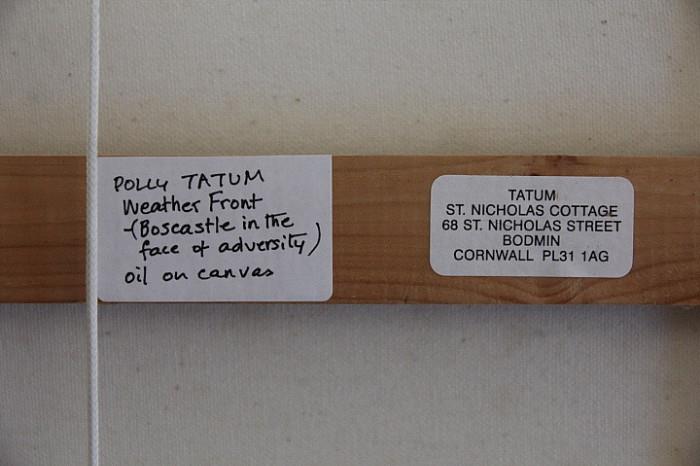 POLLY TATUM
Weather Front
-(Boscastle in the
face of adversity)
oil on canvas
TATUM
ST. NICHOLAS COTTAGE
68 ST. NICHOLAS STREET
BODMIN
CORNWALL PL31 1AG